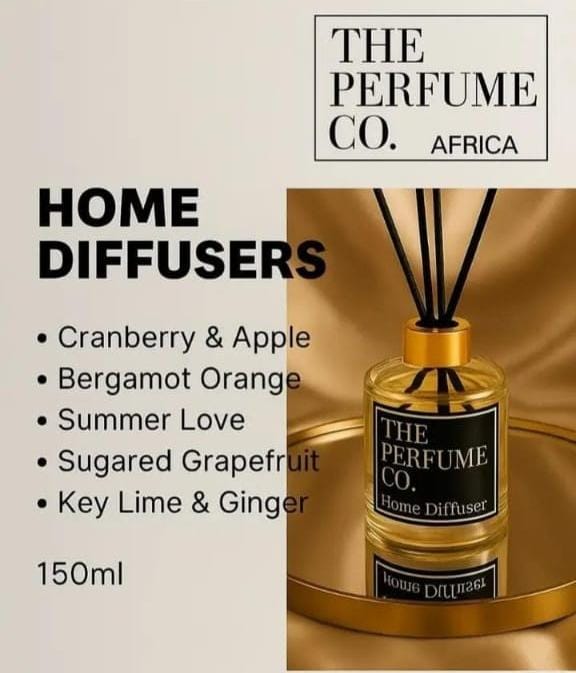 THE
PERFUME
CO. AFRICA
HOME
DIFFUSERS
• Cranberry & Apple
• Bergamot Orange
• Summer Love
• Sugared Grapefruit
• Key Lime & Ginger
150ml
THE
PERFUME
CO.
Home Diffuser